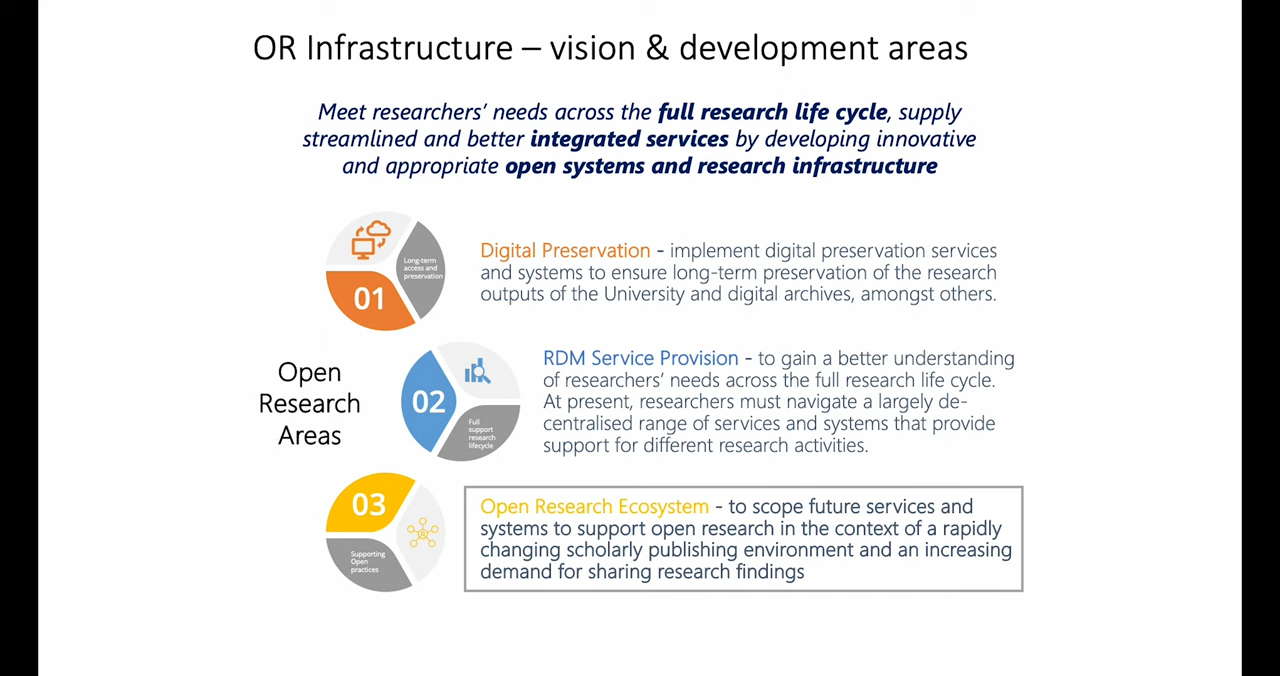 OR Infrastructure – vision & development areas
Meet researchers’ needs across the full research life cycle, supply
streamlined and better integrated services by developing innovative
and appropriate open systems and research infrastructure
Long-term
access and
preservation
01
Digital Preservation - implement digital preservation services
and systems to ensure long-term preservation of the research
outputs of the University and digital archives, amongst others.
Open
Research
Areas
02
Full
support
research
lifecycle
RDM Service Provision - to gain a better understanding
of researchers’ needs across the full research life cycle.
At present, researchers must navigate a largely de-
centralised range of services and systems that provide
support for different research activities.
03
Supporting
Open
practices
Open Research Ecosystem - to scope future services and
systems to support open research in the context of a rapidly
changing scholarly publishing environment and an increasing
demand for sharing research findings